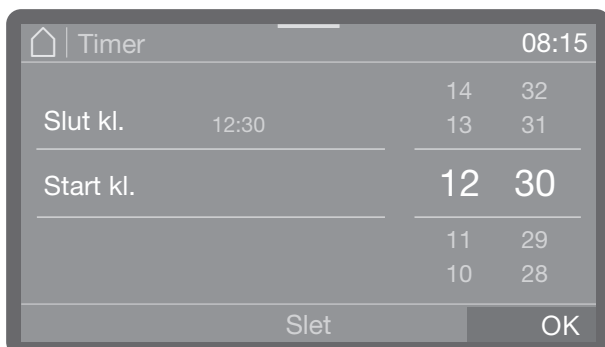 Timer 08:15
14 32
Slut kl. 12:30 13 31
Start kl. 12 30
11 29
10 28
Slet OK